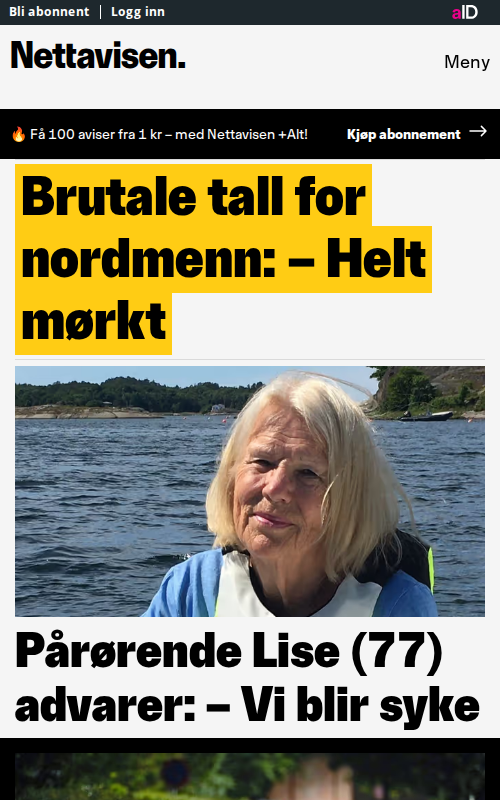 Bli abonnent | Logg inn
aID
Nettavisen.
Meny
🔥 Få 100 aviser fra 1 kr – med Nettavisen +Alt!
Kjøp abonnement →
Brutale tall for
nordmenn: – Helt
mørkt
Pårørende Lise (77)
advarer: – Vi blir syke